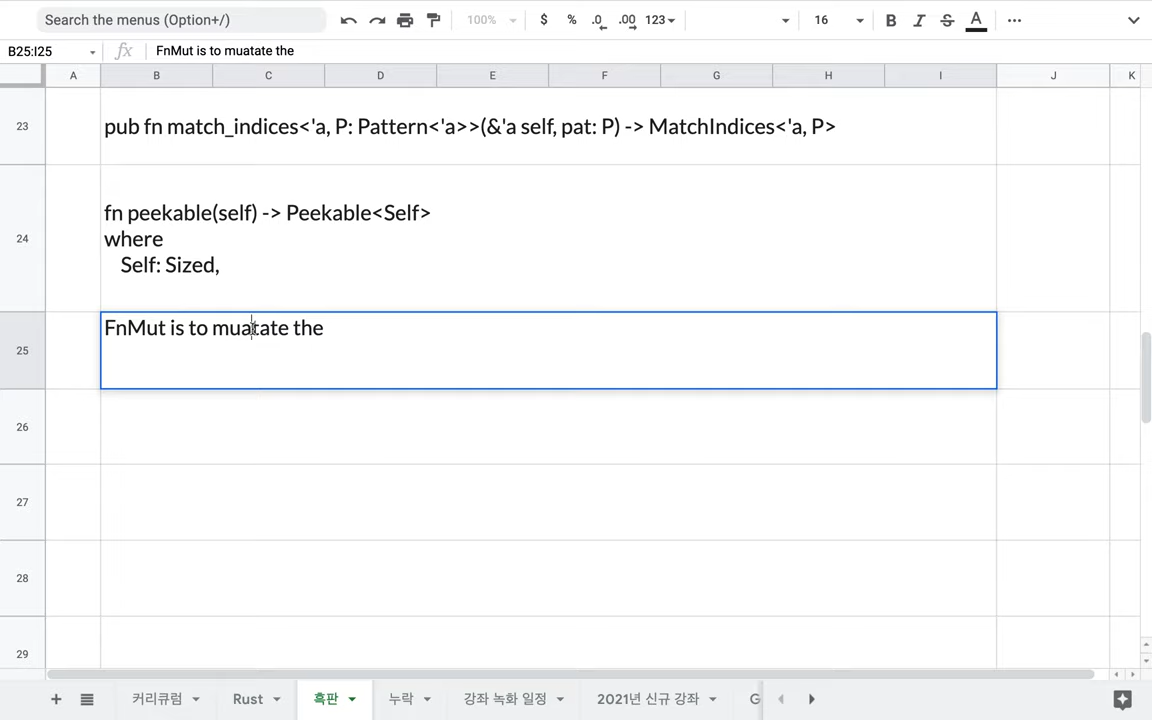 Search the menus (Option+/)
100%
$ % .0 .00 123
16
B I S A
B25:I25
fx
FnMut is to muatate the
A B C D E F G H I J K
23
pub fn match_indices<'a, P: Pattern<'a>>(&'a self, pat: P) -> MatchIndices<'a, P>
24
fn peekable(self) -> Peekable<Self>
where
Self: Sized,
25
FnMut is to muatate the
26
27
28
29
커리큘럼 Rust 흑판 누락 강좌 녹화 일정 2021년 신규 강좌 G